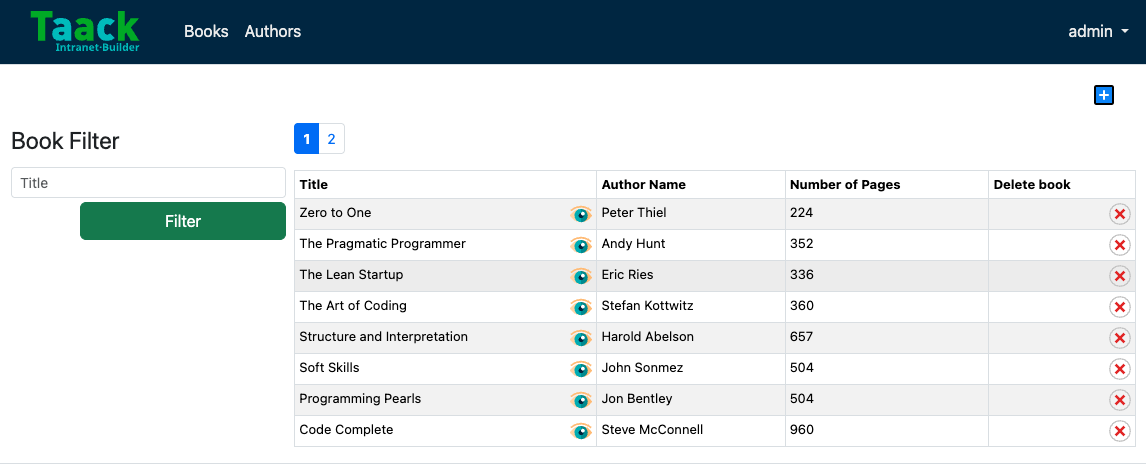 Taack
Intranet-Builder
Books Authors
admin
+
Book Filter
Title
Filter
1 2
Title Author Name Number of Pages Delete book
Zero to One Peter Thiel 224
The Pragmatic Programmer Andy Hunt 352
The Lean Startup Eric Ries 336
The Art of Coding Stefan Kottwitz 360
Structure and Interpretation Harold Abelson 657
Soft Skills John Sonmez 504
Programming Pearls Jon Bentley 504
Code Complete Steve McConnell 960